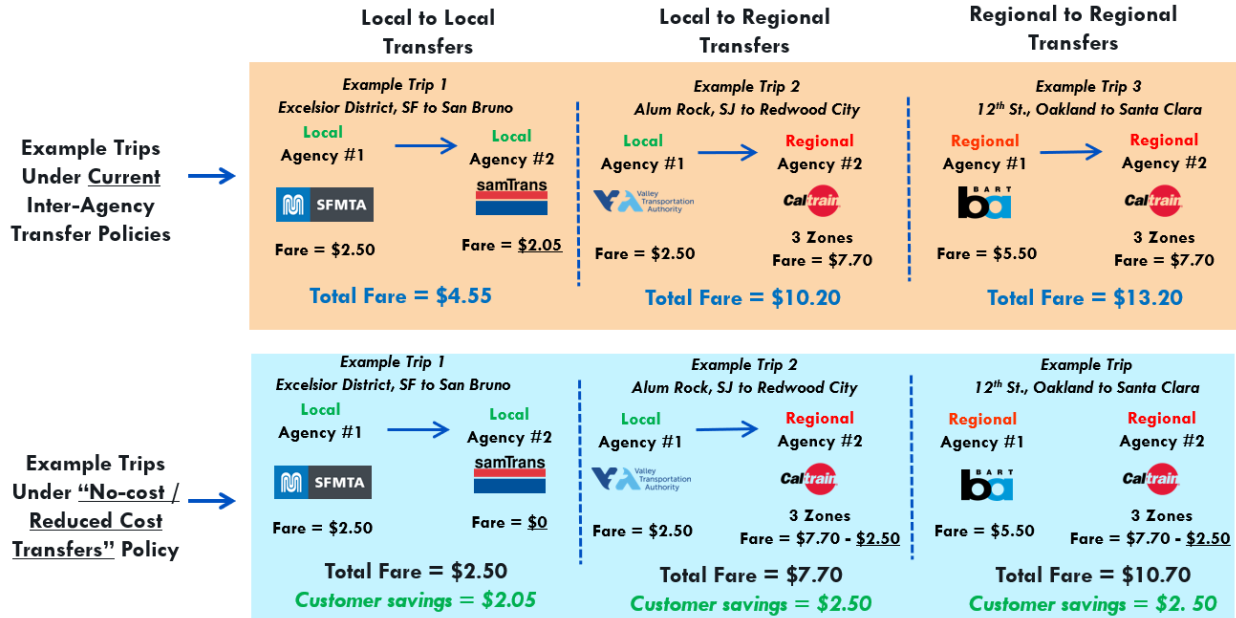 Local to Local
Transfers
Local to Regional
Transfers
Regional to Regional
Transfers
Example Trips
Under Current
Inter-Agency
Transfer Policies
Example Trip 1
Excelsior District, SF to San Bruno
Local
Agency #1
SFMTA
Fare = $2.50
Local
Agency #2
samTrans
Fare = $2.05
Total Fare = $4.55
Example Trip 2
Alum Rock, SJ to Redwood City
Local
Agency #1
Valley
Transportation
Authority
Fare = $2.50
Regional
Agency #2
Caltrain
3 Zones
Fare = $7.70
Total Fare = $10.20
Example Trip 3
12th St., Oakland to Santa Clara
Regional
Agency #1
BART
ba
Fare = $5.50
Regional
Agency #2
Caltrain
3 Zones
Fare = $7.70
Total Fare = $13.20
Example Trips
Under “No-cost /
Reduced Cost
Transfers” Policy
Example Trip 1
Excelsior District, SF to San Bruno
Local
Agency #1
SFMTA
Fare = $2.50
Local
Agency #2
samTrans
Fare = $0
Total Fare = $2.50
Customer savings = $2.05
Example Trip 2
Alum Rock, SJ to Redwood City
Local
Agency #1
Valley
Transportation
Authority
Fare = $2.50
Regional
Agency #2
Caltrain
3 Zones
Fare = $7.70 - $2.50
Total Fare = $7.70
Customer savings = $2.50
Example Trip
12th St., Oakland to Santa Clara
Regional
Agency #1
BART
ba
Fare = $5.50
Regional
Agency #2
Caltrain
3 Zones
Fare = $7.70 - $2.50
Total Fare = $10.70
Customer savings = $2. 50